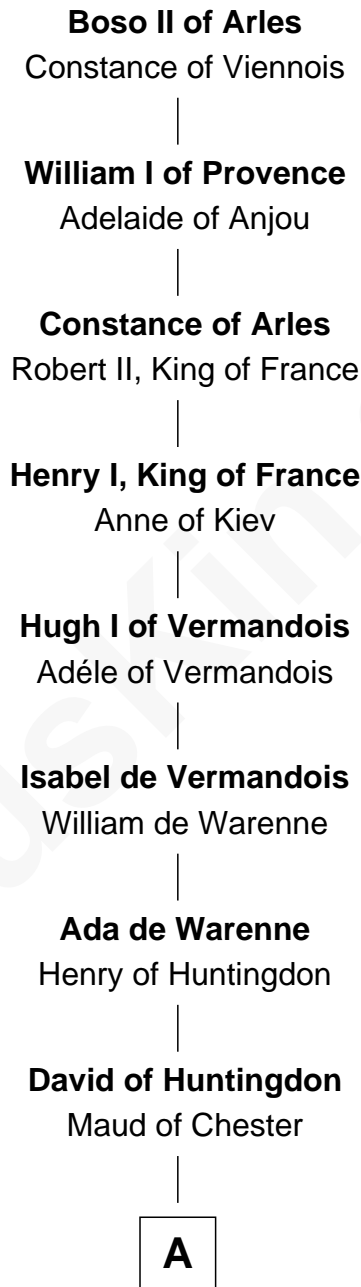 Boso II of Arles
Constance of Viennois
William I of Provence
Adelaide of Anjou
Constance of Arles
Robert II, King of France
Henry I, King of France
Anne of Kiev
Hugh I of Vermandois
Adéle of Vermandois
Isabel de Vermandois
William de Warenne
Ada de Warenne
Henry of Huntingdon
David of Huntingdon
Maud of Chester
A